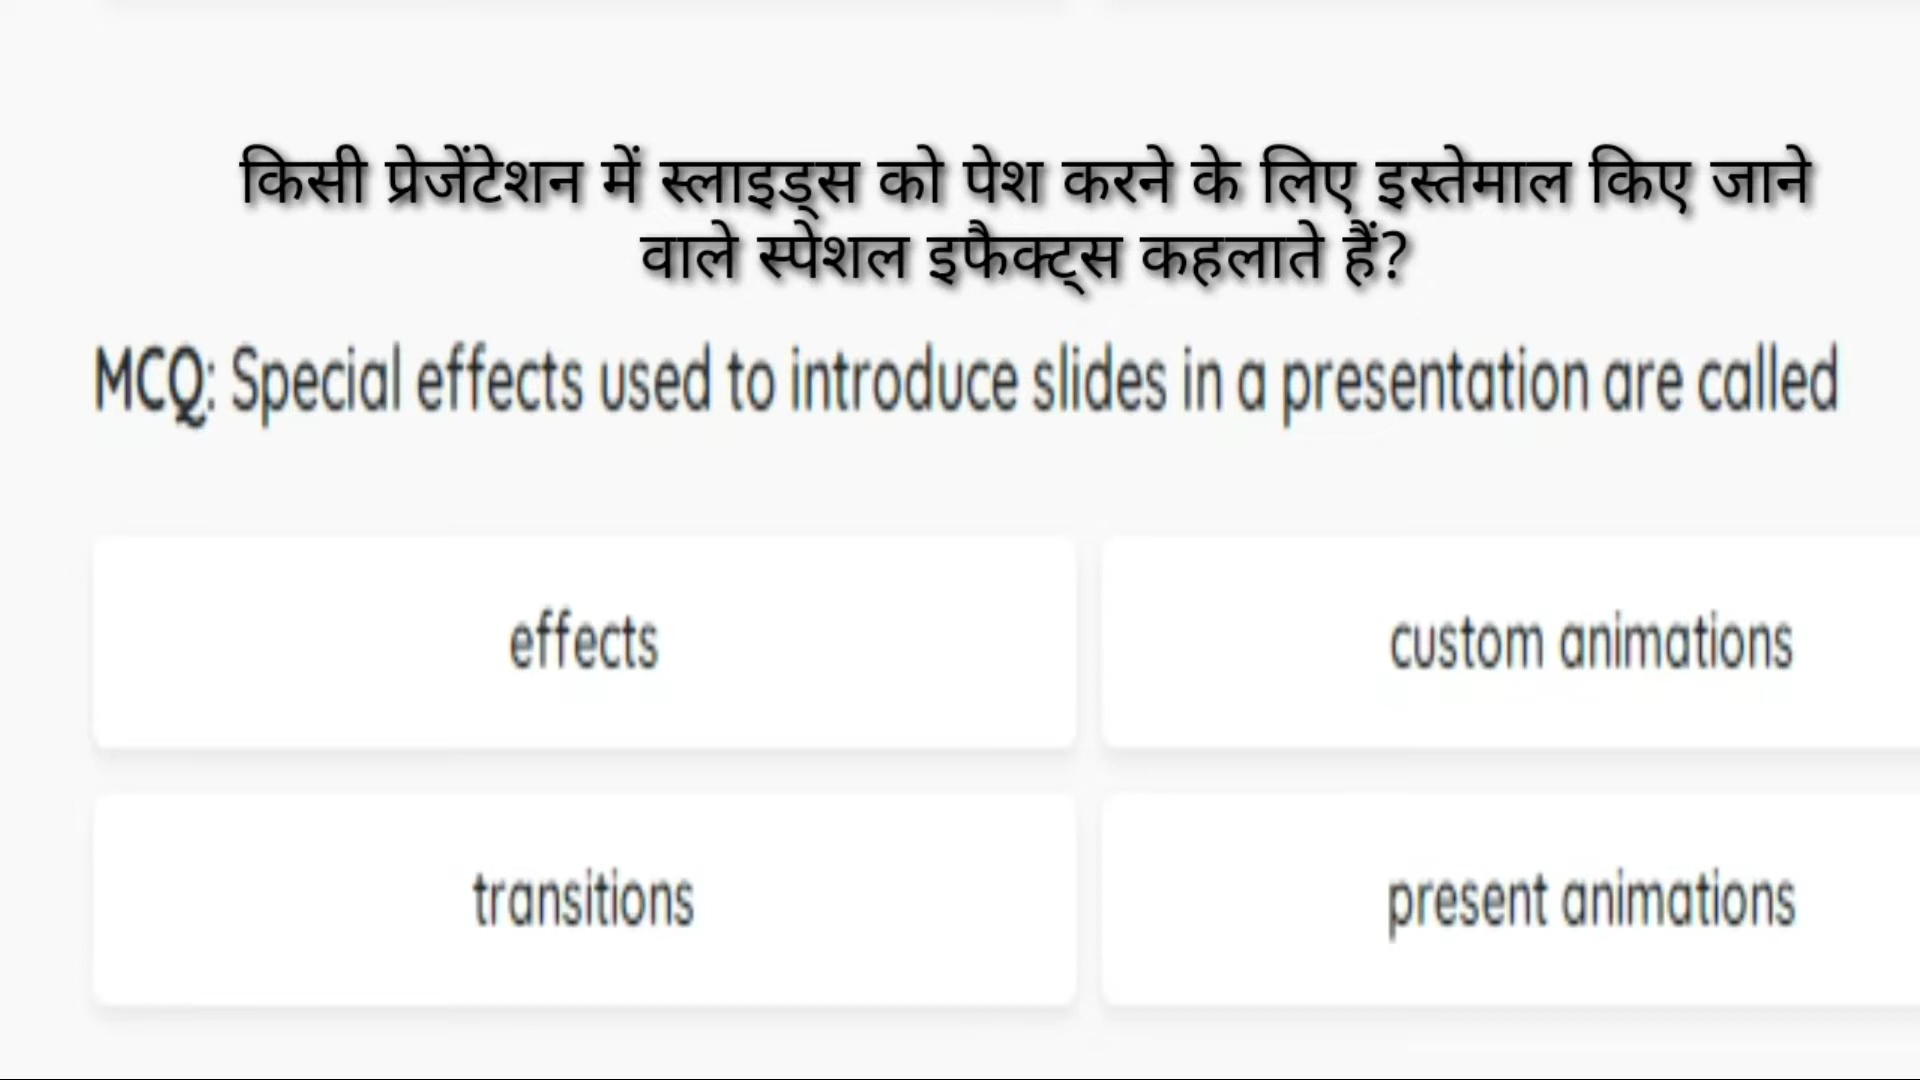 किसी प्रेजेंटेशन में स्लाइड्स को पेश करने के लिए इस्तेमाल किए जाने
वाले स्पेशल इफैक्ट्स कहलाते हैं?
MCQ: Special effects used to introduce slides in a presentation are called
effects
custom animations
transitions
present animations